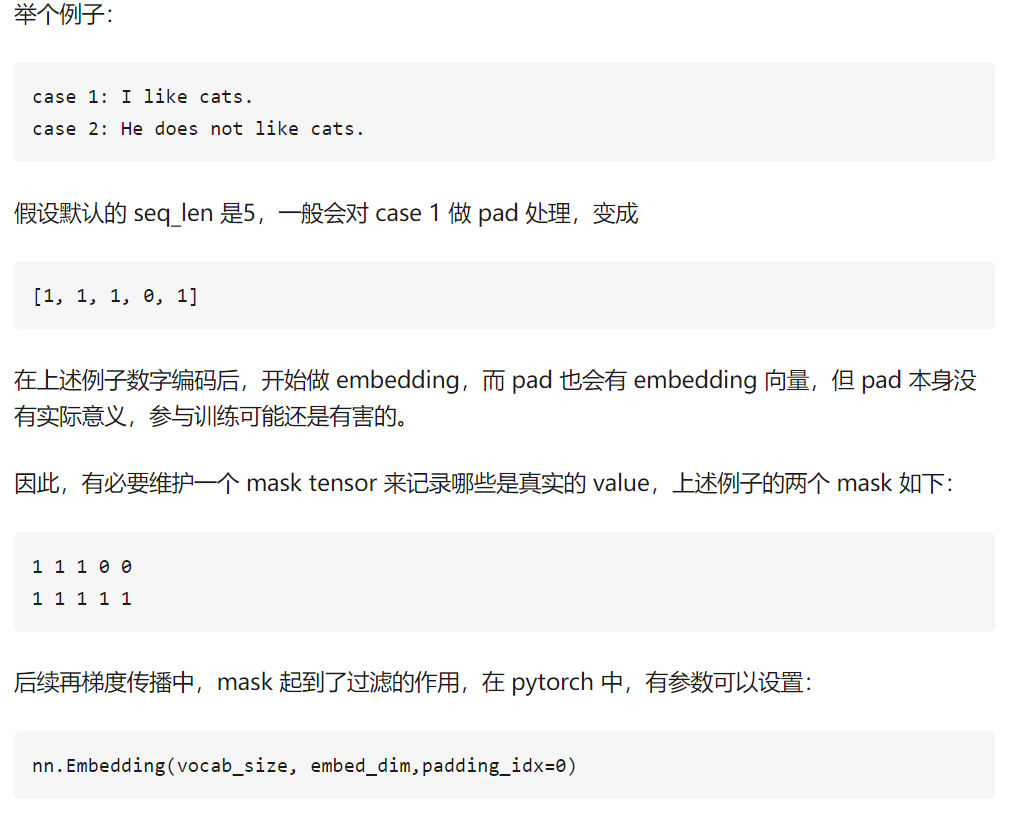 举个例子：
case 1: I like cats.
case 2: He does not like cats.
假设默认的 seq_len 是5，一般会对 case 1 做 pad 处理，变成
[1, 1, 1, 0, 1]
在上述例子数字编码后，开始做 embedding，而 pad 也会有 embedding 向量，但 pad 本身没
有实际意义，参与训练可能还是有害的。
因此，有必要维护一个 mask tensor 来记录哪些是真实的 value，上述例子的两个 mask 如下：
1 1 1 0 0
1 1 1 1 1
后续再梯度传播中，mask 起到了过滤的作用，在 pytorch 中，有参数可以设置：
nn.Embedding(vocab_size, embed_dim,padding_idx=0)